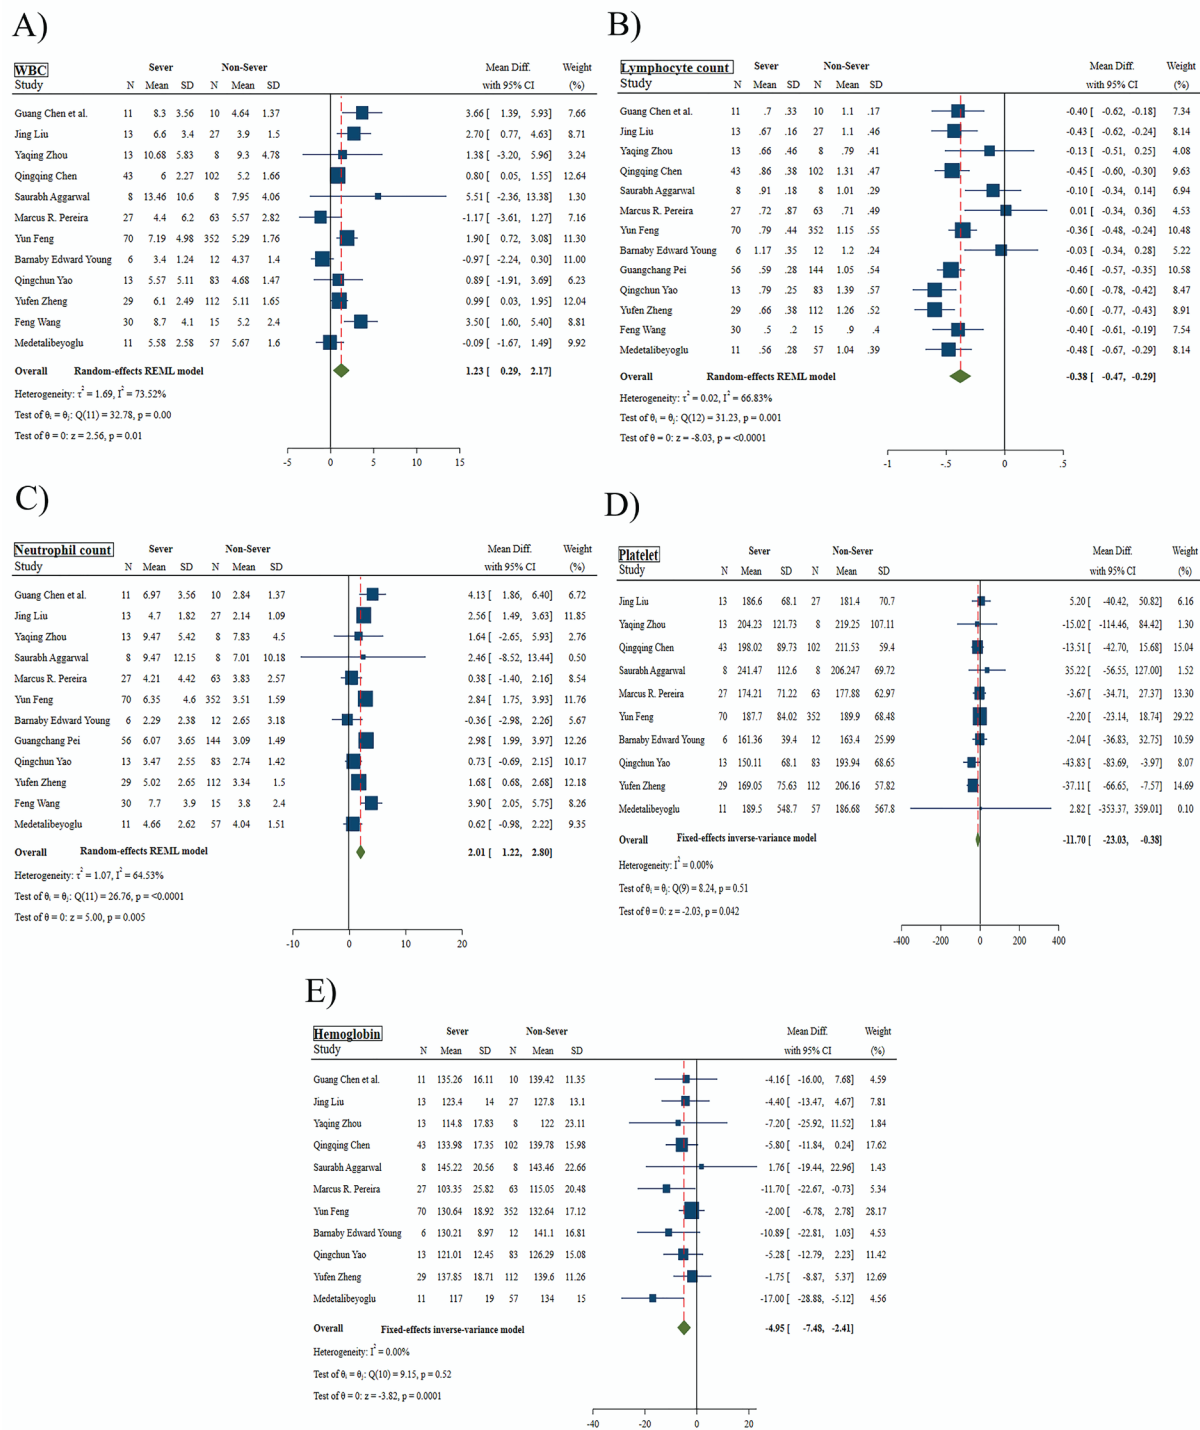 A)
WBC Sever Non-Sever Mean Diff. Weight
Study N Mean SD N Mean SD with 95% CI (%)
Guang Chen et al. 11 8.3 3.56 10 4.64 1.37 3.66 [ 1.39, 5.93] 7.66
Jing Liu 13 6.6 3.4 27 3.9 1.5 2.70 [ 0.77, 4.63] 8.71
Yaqing Zhou 13 10.68 5.83 8 9.3 4.78 1.38 [ -3.20, 5.96] 3.24
Qingqing Chen 43 6 2.27 102 5.2 1.66 0.80 [ 0.05, 1.55] 12.64
Saurabh Aggarwal 8 13.46 10.6 8 7.95 4.06 5.51 [ -2.36, 13.38] 1.30
Marcus R. Pereira 27 4.4 6.2 63 5.57 2.82 -1.17 [ -3.61, 1.27] 7.16
Yun Feng 70 7.19 4.98 352 5.29 1.76 1.90 [ 0.72, 3.08] 11.30
Barnaby Edward Young 6 3.4 1.24 12 4.37 1.4 -0.97 [ -2.24, 0.30] 11.00
Qingchun Yao 13 5.57 5.11 83 4.68 1.47 0.89 [ -1.91, 3.69] 6.23
Yufen Zheng 29 6.1 2.49 112 5.11 1.65 0.99 [ 0.03, 1.95] 12.04
Feng Wang 30 8.7 4.1 15 5.2 2.4 3.50 [ 1.60, 5.40] 8.81
Medetalibeyoglu 11 5.58 2.58 57 5.67 1.6 -0.09 [ -1.67, 1.49] 9.92
Overall Random-effects REML model 1.23 [ 0.29, 2.17]
Heterogeneity: τ² = 1.69, I² = 73.52%
Test of θᵢ = θⱼ: Q(11) = 32.78, p = 0.00
Test of θ = 0: z = 2.56, p = 0.01
-5 0 5 10 15
B)
Lymphocyte count Sever Non-Sever Mean Diff. Weight
Study N Mean SD N Mean SD with 95% CI (%)
Guang Chen et al. 11 .7 .33 10 1.1 .17 -0.40 [ -0.62, -0.18] 7.34
Jing Liu 13 .67 .16 27 1.1 .46 -0.43 [ -0.62, -0.24] 8.14
Yaqing Zhou 13 .66 .46 8 .79 .41 -0.13 [ -0.51, 0.25] 4.08
Qingqing Chen 43 .86 .38 102 1.31 .47 -0.45 [ -0.60, -0.30] 9.63
Saurabh Aggarwal 8 .91 .18 8 1.01 .29 -0.10 [ -0.34, 0.14] 6.94
Marcus R. Pereira 27 .72 .87 63 .71 .49 0.01 [ -0.34, 0.36] 4.53
Yun Feng 70 .79 .44 352 1.15 .55 -0.36 [ -0.48, -0.24] 10.48
Barnaby Edward Young 6 1.17 .35 12 1.2 .24 -0.03 [ -0.34, 0.28] 5.22
Guangchang Pei 56 .59 .28 144 1.05 .54 -0.46 [ -0.57, -0.35] 10.58
Qingchun Yao 13 .79 .25 83 1.39 .57 -0.60 [ -0.78, -0.42] 8.47
Yufen Zheng 29 .66 .38 112 1.26 .52 -0.60 [ -0.77, -0.43] 8.91
Feng Wang 30 .5 .2 15 .9 .4 -0.40 [ -0.61, -0.19] 7.54
Medetalibeyoglu 11 .56 .28 57 1.04 .39 -0.48 [ -0.67, -0.29] 8.14
Overall Random-effects REML model -0.38 [ -0.47, -0.29]
Heterogeneity: τ² = 0.02, I² = 66.83%
Test of θᵢ = θⱼ: Q(12) = 31.23, p = 0.001
Test of θ = 0: z = -8.03, p = <0.0001
-1 -.5 0 .5
C)
Neutrophil count Sever Non-Sever Mean Diff. Weight
Study N Mean SD N Mean SD with 95% CI (%)
Guang Chen et al. 11 6.97 3.56 10 2.84 1.37 4.13 [ 1.86, 6.40] 6.72
Jing Liu 13 4.7 1.82 27 2.14 1.09 2.56 [ 1.49, 3.63] 11.85
Yaqing Zhou 13 9.47 5.42 8 7.83 4.5 1.64 [ -2.65, 5.93] 2.76
Saurabh Aggarwal 8 9.47 12.15 8 7.01 10.18 2.46 [ -8.52, 13.44] 0.50
Marcus R. Pereira 27 4.21 4.42 63 3.83 2.57 0.38 [ -1.40, 2.16] 8.54
Yun Feng 70 6.35 4.6 352 3.51 1.59 2.84 [ 1.75, 3.93] 11.76
Barnaby Edward Young 6 2.29 2.38 12 2.65 3.18 -0.36 [ -2.98, 2.26] 5.67
Guangchang Pei 56 6.07 3.65 144 3.09 1.49 2.98 [ 1.99, 3.97] 12.26
Qingchun Yao 13 3.47 2.55 83 2.74 1.42 0.73 [ -0.69, 2.15] 10.17
Yufen Zheng 29 5.02 2.65 112 3.34 1.5 1.68 [ 0.68, 2.68] 12.18
Feng Wang 30 7.7 3.9 15 3.8 2.4 3.90 [ 2.05, 5.75] 8.26
Medetalibeyoglu 11 4.66 2.62 57 4.04 1.51 0.62 [ -0.98, 2.22] 9.35
Overall Random-effects REML model 2.01 [ 1.22, 2.80]
Heterogeneity: τ² = 1.07, I² = 64.53%
Test of θᵢ = θⱼ: Q(11) = 26.76, p = <0.0001
Test of θ = 0: z = 5.00, p = 0.005
-10 0 10 20
D)
Platelet Sever Non-Sever Mean Diff. Weight
Study N Mean SD N Mean SD with 95% CI (%)
Jing Liu 13 186.6 68.1 27 181.4 70.7 5.20 [ -40.42, 50.82] 6.16
Yaqing Zhou 13 204.23 121.73 8 219.25 107.11 -15.02 [ -114.46, 84.42] 1.30
Qingqing Chen 43 198.02 89.73 102 211.53 59.4 -13.51 [ -42.70, 15.68] 15.04
Saurabh Aggarwal 8 241.47 112.6 8 206.247 69.72 35.22 [ -56.55, 127.00] 1.52
Marcus R. Pereira 27 174.21 71.22 63 177.88 62.97 -3.67 [ -34.71, 27.37] 13.30
Yun Feng 70 187.7 84.02 352 189.9 68.48 -2.20 [ -23.14, 18.74] 29.22
Barnaby Edward Young 6 161.36 39.4 12 163.4 25.99 -2.04 [ -36.83, 32.75] 10.59
Qingchun Yao 13 150.11 68.1 83 193.94 68.65 -43.83 [ -83.69, -3.97] 8.07
Yufen Zheng 29 169.05 75.63 112 206.16 57.82 -37.11 [ -66.65, -7.57] 14.69
Medetalibeyoglu 11 189.5 548.7 57 186.68 567.8 2.82 [ -353.37, 359.01] 0.10
Overall Fixed-effects inverse-variance model -11.70 [ -23.03, -0.38]
Heterogeneity: I² = 0.00%
Test of θᵢ = θⱼ: Q(9) = 8.24, p = 0.51
Test of θ = 0: z = -2.03, p = 0.042
-400 -200 0 200 400
E)
Hemoglobin Sever Non-Sever Mean Diff. Weight
Study N Mean SD N Mean SD with 95% CI (%)
Guang Chen et al. 11 135.26 16.11 10 139.42 11.35 -4.16 [ -16.00, 7.68] 4.59
Jing Liu 13 123.4 14 27 127.8 13.1 -4.40 [ -13.47, 4.67] 7.81
Yaqing Zhou 13 114.8 17.83 8 122 23.11 -7.20 [ -25.92, 11.52] 1.84
Qingqing Chen 43 133.98 17.35 102 139.78 15.98 -5.80 [ -11.84, 0.24] 17.62
Saurabh Aggarwal 8 145.22 20.56 8 143.46 22.66 1.76 [ -19.44, 22.96] 1.43
Marcus R. Pereira 27 103.35 25.82 63 115.05 20.48 -11.70 [ -22.67, -0.73] 5.34
Yun Feng 70 130.64 18.92 352 132.64 17.12 -2.00 [ -6.78, 2.78] 28.17
Barnaby Edward Young 6 130.21 8.97 12 141.1 16.81 -10.89 [ -22.81, 1.03] 4.53
Qingchun Yao 13 121.01 12.45 83 126.29 15.08 -5.28 [ -12.79, 2.23] 11.42
Yufen Zheng 29 137.85 18.71 112 139.6 11.26 -1.75 [ -8.87, 5.37] 12.69
Medetalibeyoglu 11 117 19 57 134 15 -17.00 [ -28.88, -5.12] 4.56
Overall Fixed-effects inverse-variance model -4.95 [ -7.48, -2.41]
Heterogeneity: I² = 0.00%
Test of θᵢ = θⱼ: Q(10) = 9.15, p = 0.52
Test of θ = 0: z = -3.82, p = 0.0001
-40 -20 0 20